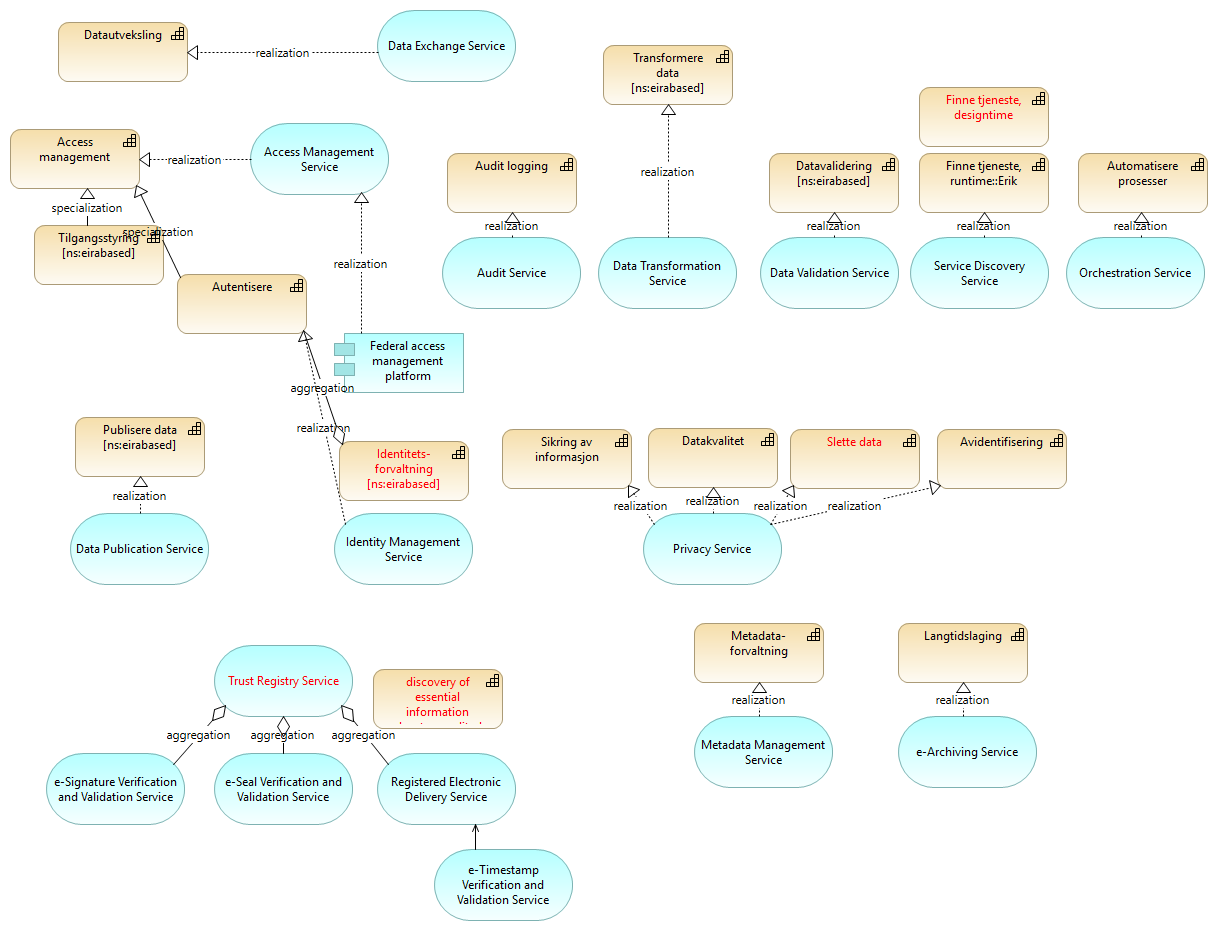 Datautveksling
realization
Data Exchange Service
Transformere
data
[ns:eirabased]
Finne tjeneste,
designtime
Access
management
realization
Access Management
Service
Audit logging
realization
Datavalidering
[ns:eirabased]
Finne tjeneste,
runtime::Erik
Automatisere
prosesser
specialization
specialization
Tilgangsstyring
[ns:eirabased]
realization
realization
realization
realization
Audit Service
Data Transformation
Service
Data Validation Service
Service Discovery
Service
Orchestration Service
realization
Autentisere
Federal access
management
platform
aggregation
realization
Publisere data
[ns:eirabased]
Identitets-
forvaltning
[ns:eirabased]
Sikring av
informasjon
Datakvalitet
Slette data
Avidentifisering
realization
realization
realization
realization
realization
Data Publication Service
Identity Management
Service
Privacy Service
Metadata-
forvaltning
Langtidslaging
Trust Registry Service
discovery of
essential
information
realization
realization
aggregation
aggregation
aggregation
Metadata Management
Service
e-Archiving Service
e-Signature Verification
and Validation Service
e-Seal Verification and
Validation Service
Registered Electronic
Delivery Service
e-Timestamp
Verification and
Validation Service